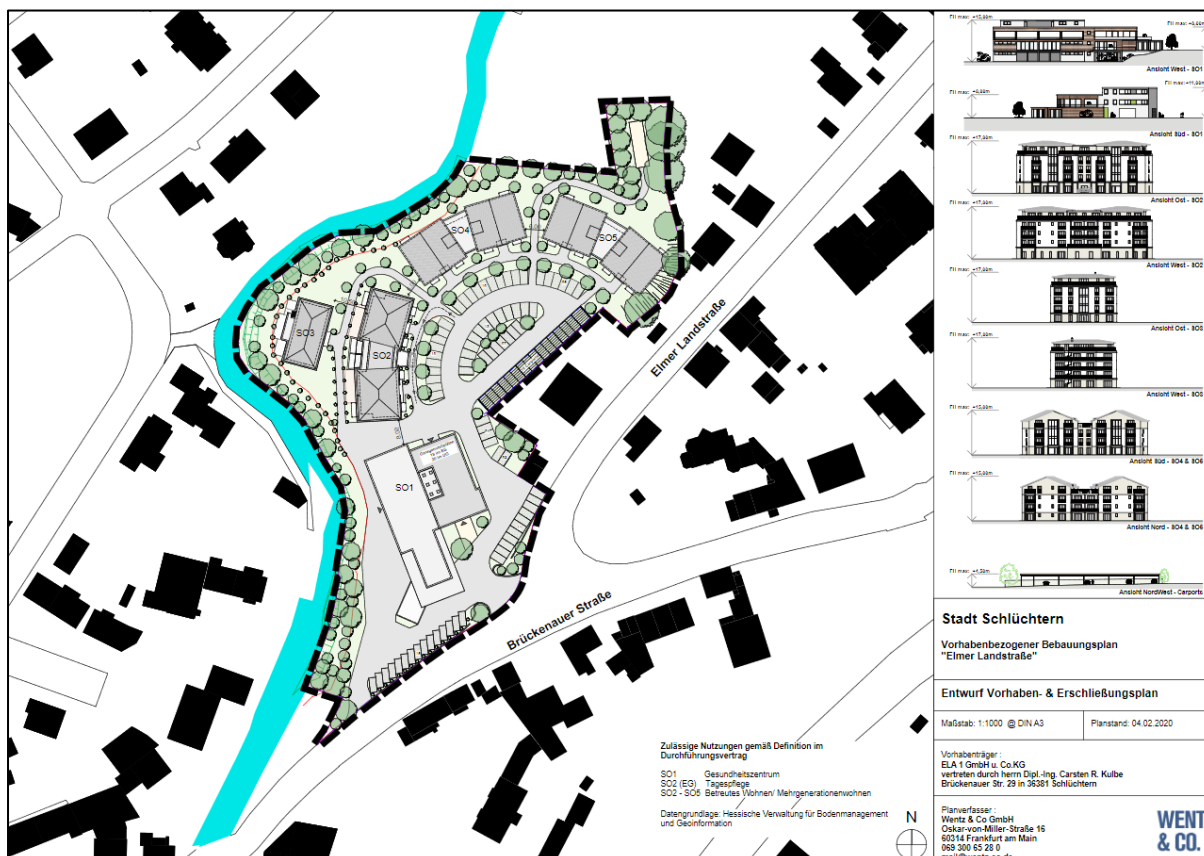 SO4
SO5
SO3
SO2
SO1
Elmer Landstraße
Brückenauer Straße
Zulässige Nutzungen gemäß Definition im
Durchführungsvertrag
SO1 Gesundheitszentrum
SO2 (EG) Tagespflege
SO2 - SO5 Betreutes Wohnen/ Mehrgenerationenwohnen
Datengrundlage: Hessische Verwaltung für Bodenmanagement
und Geoinformation
N
Ansicht West - SO1
Ansicht Süd - SO1
Ansicht Ost - SO2
Ansicht West - SO2
Ansicht Ost - SO3
Ansicht West - SO3
Ansicht Süd - SO4 & SO5
Ansicht Nord - SO4 & SO5
Ansicht NordWest - Carports
Stadt Schlüchtern
Vorhabenbezogener Bebauungsplan
"Elmer Landstraße"
Entwurf Vorhaben- & Erschließungsplan
Maßstab: 1:1000 @ DIN A3
Planstand: 04.02.2020
Vorhabenträger :
ELA 1 GmbH u. Co.KG
vertreten durch herrn Dipl.-Ing. Carsten R. Kulbe
Brückenauer Str. 29 in 36381 Schlüchtern
Planverfasser :
Wentz & Co GmbH
Oskar-von-Miller-Straße 16
60314 Frankfurt am Main
069 300 65 28 0
WENT
& CO.